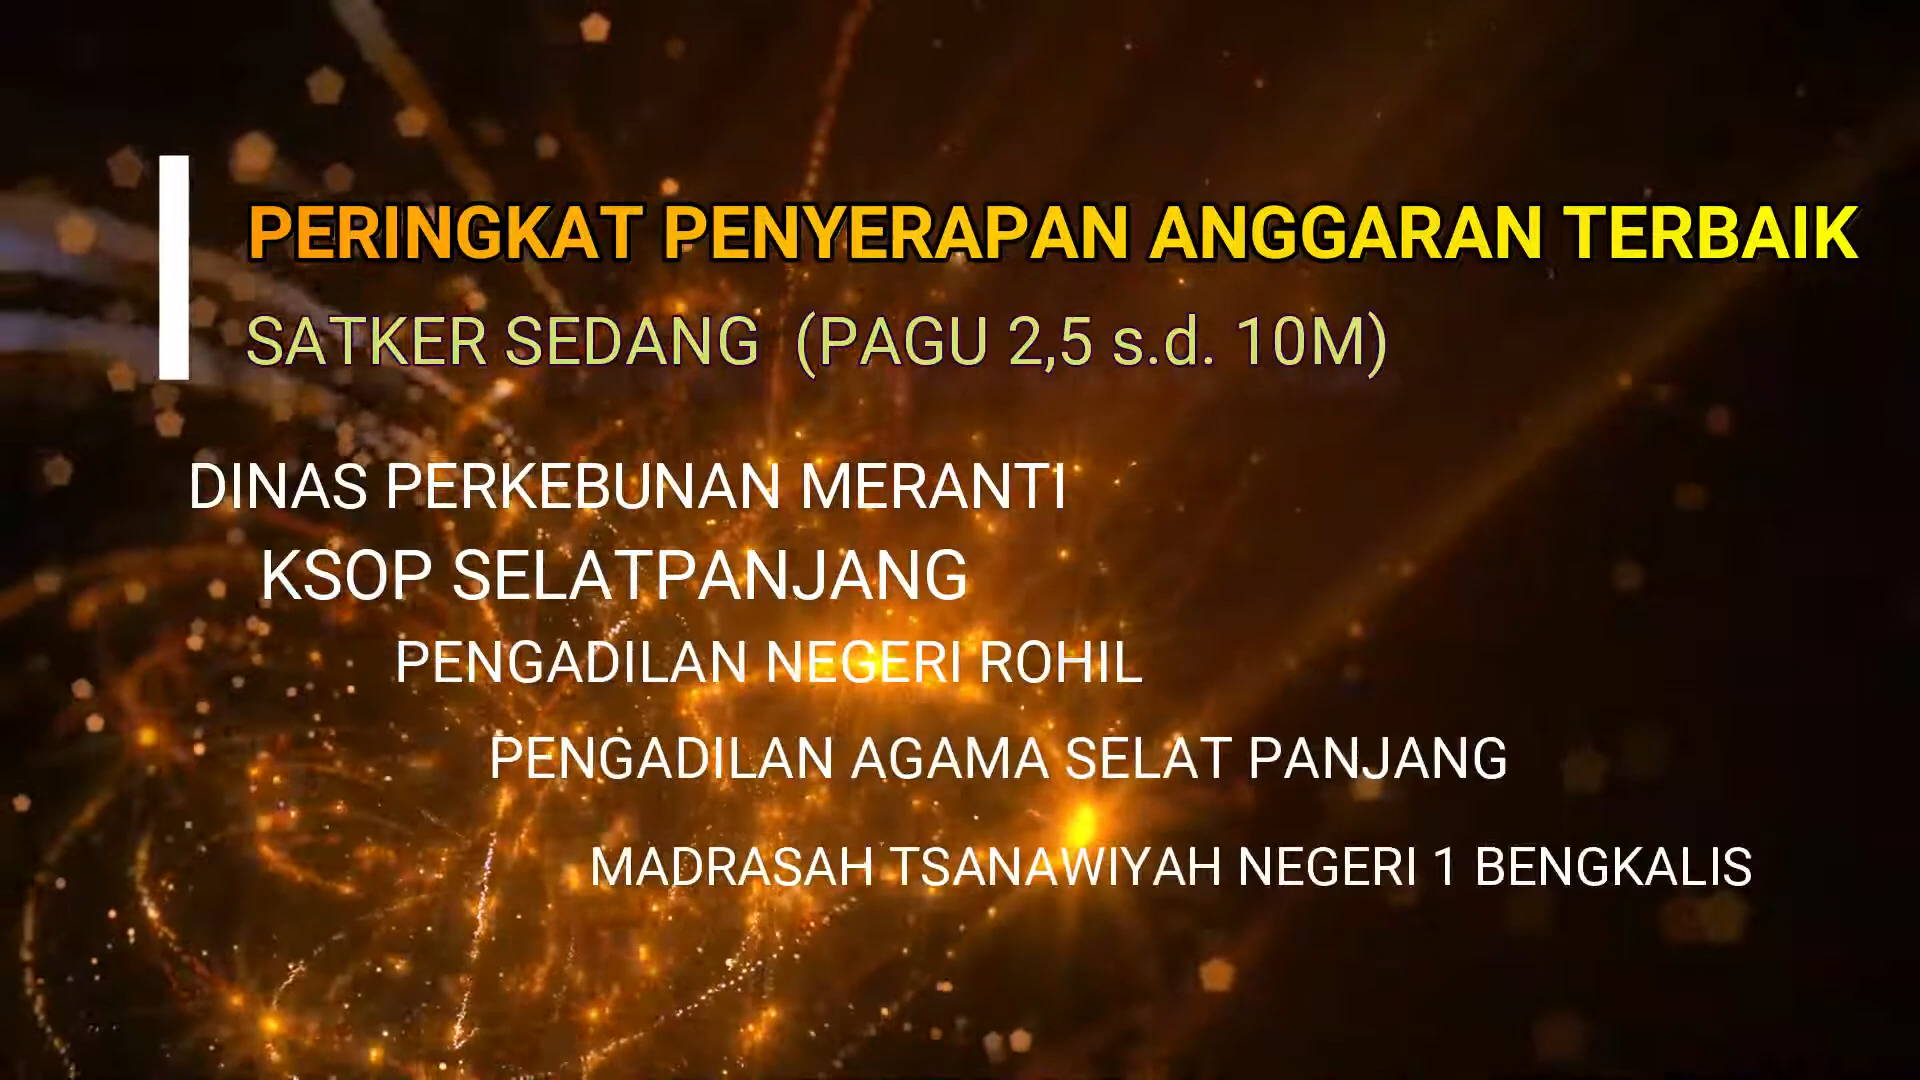 PERINGKAT PENYERAPAN ANGGARAN TERBAIK
SATKER SEDANG (PAGU 2,5 s.d. 10M)
DINAS PERKEBUNAN MERANTI
KSOP SELATPANJANG
PENGADILAN NEGERI ROHIL
PENGADILAN AGAMA SELAT PANJANG
MADRASAH TSANAWIYAH NEGERI 1 BENGKALIS